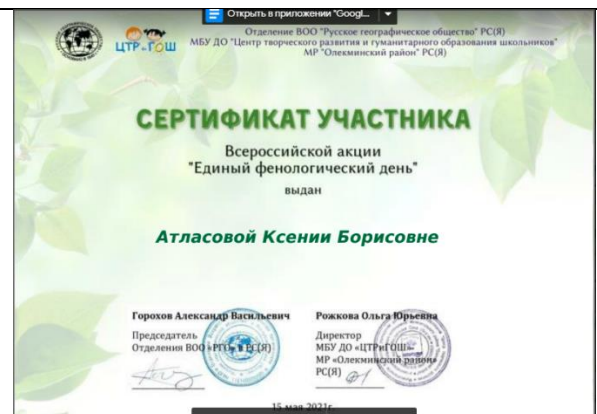 Открыть в приложении "Googl...
ЦТР-ГОШ
Отделение ВОО "Русское географическое общество" РС(Я)
МБУ ДО "Центр творческого развития и гуманитарного образования школьников"
МР "Олекминский район" РС(Я)
СЕРТИФИКАТ УЧАСТНИКА
Всероссийской акции
"Единый фенологический день"
выдан
Атласовой Ксении Борисовне
Горохов Александр Васильевич
Председатель
Отделения ВОО «РГО» в РС(Я)
Рожкова Ольга Юрьевна
Директор
МБУ ДО «ЦТРиГОШ»
МР «Олекминский район»
РС(Я)
15 мая 2021г.